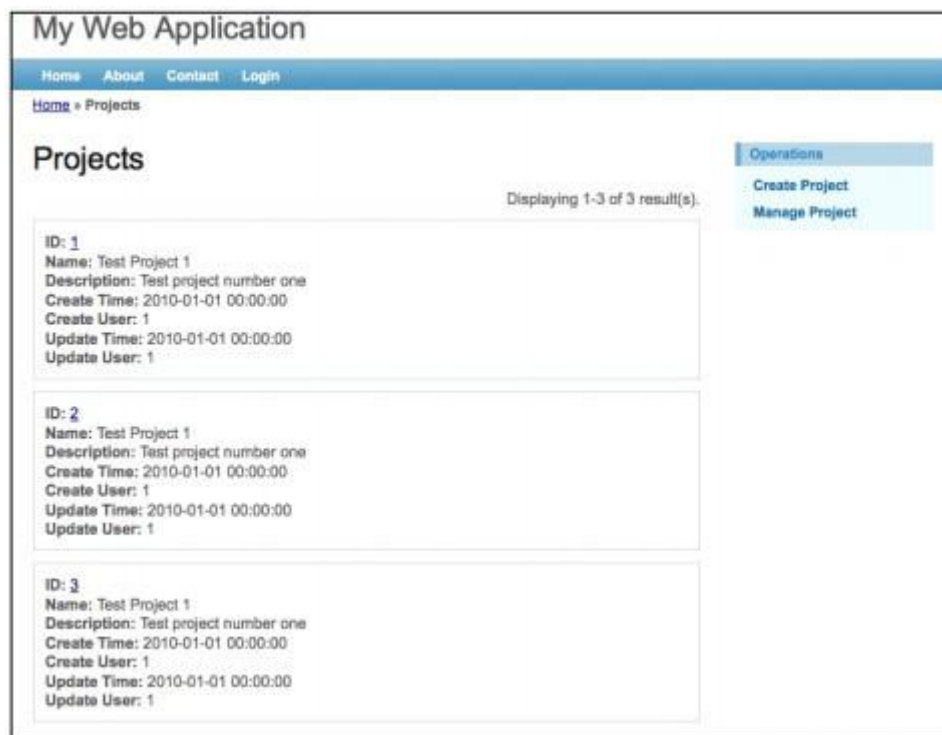 My Web Application
Home About Contact Login
Home » Projects
Projects
Displaying 1-3 of 3 result(s).
ID: 1
Name: Test Project 1
Description: Test project number one
Create Time: 2010-01-01 00:00:00
Create User: 1
Update Time: 2010-01-01 00:00:00
Update User: 1
ID: 2
Name: Test Project 1
Description: Test project number one
Create Time: 2010-01-01 00:00:00
Create User: 1
Update Time: 2010-01-01 00:00:00
Update User: 1
ID: 3
Name: Test Project 1
Description: Test project number one
Create Time: 2010-01-01 00:00:00
Create User: 1
Update Time: 2010-01-01 00:00:00
Update User: 1
Operations
Create Project
Manage Project